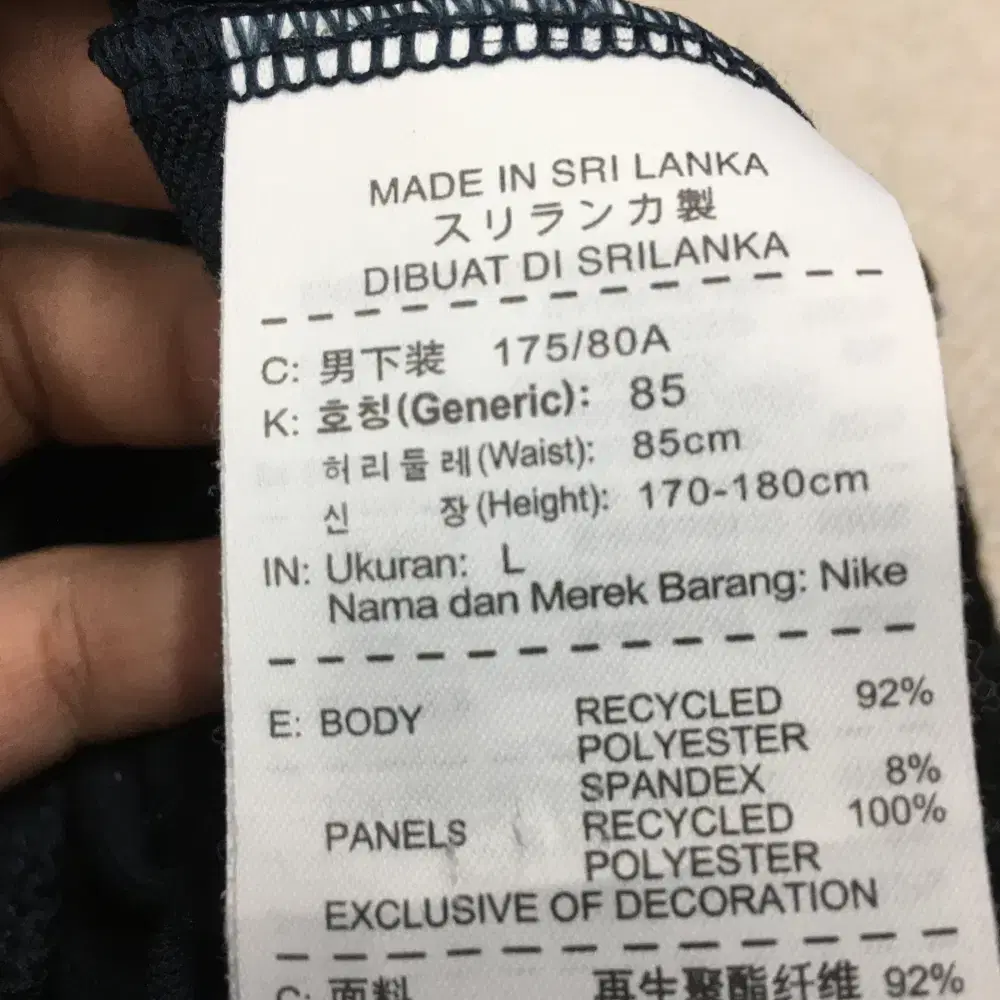 MADE IN SRI LANKA
スリランカ製
DIBUAT DI SRILANKA
C: 男下装 175/80A
K: 호칭(Generic): 85
허리둘레(Waist): 85cm
신 장(Height): 170-180cm
IN: Ukuran: L
Nama dan Merek Barang: Nike
E: BODY RECYCLED 92%
POLYESTER
SPANDEX 8%
PANELS RECYCLED 100%
POLYESTER
EXCLUSIVE OF DECORATION
C: 面料 再生聚酯纤维 92%